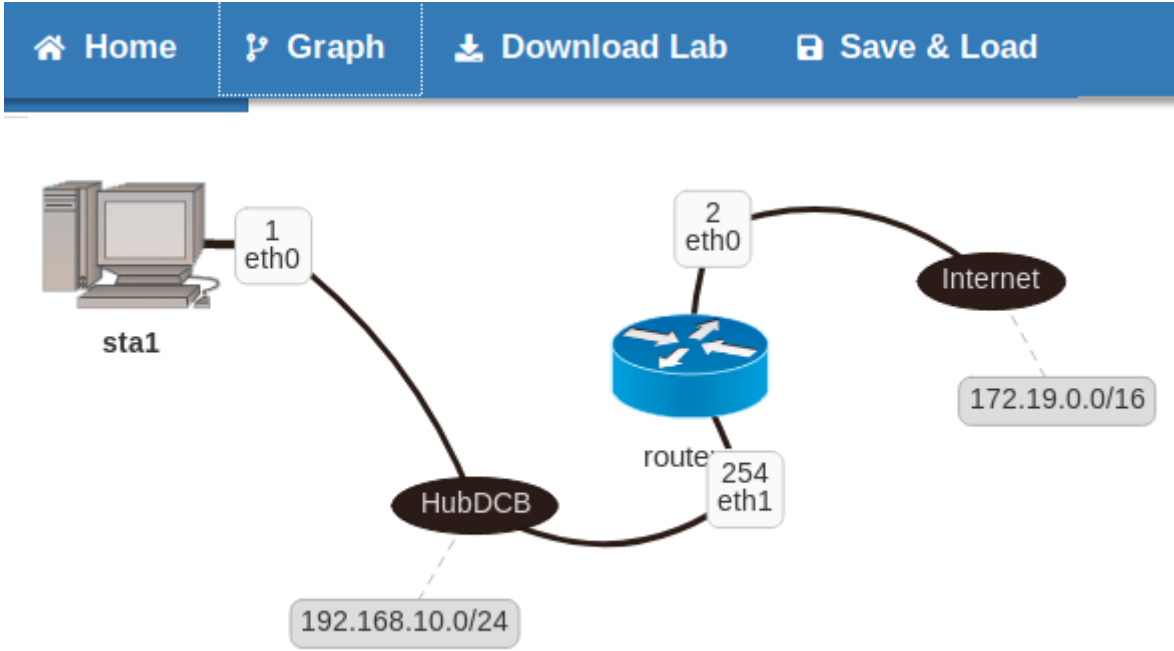 Home Graph Download Lab Save & Load
1
eth0
sta1
2
eth0
Internet
172.19.0.0/16
route
254
eth1
HubDCB
192.168.10.0/24